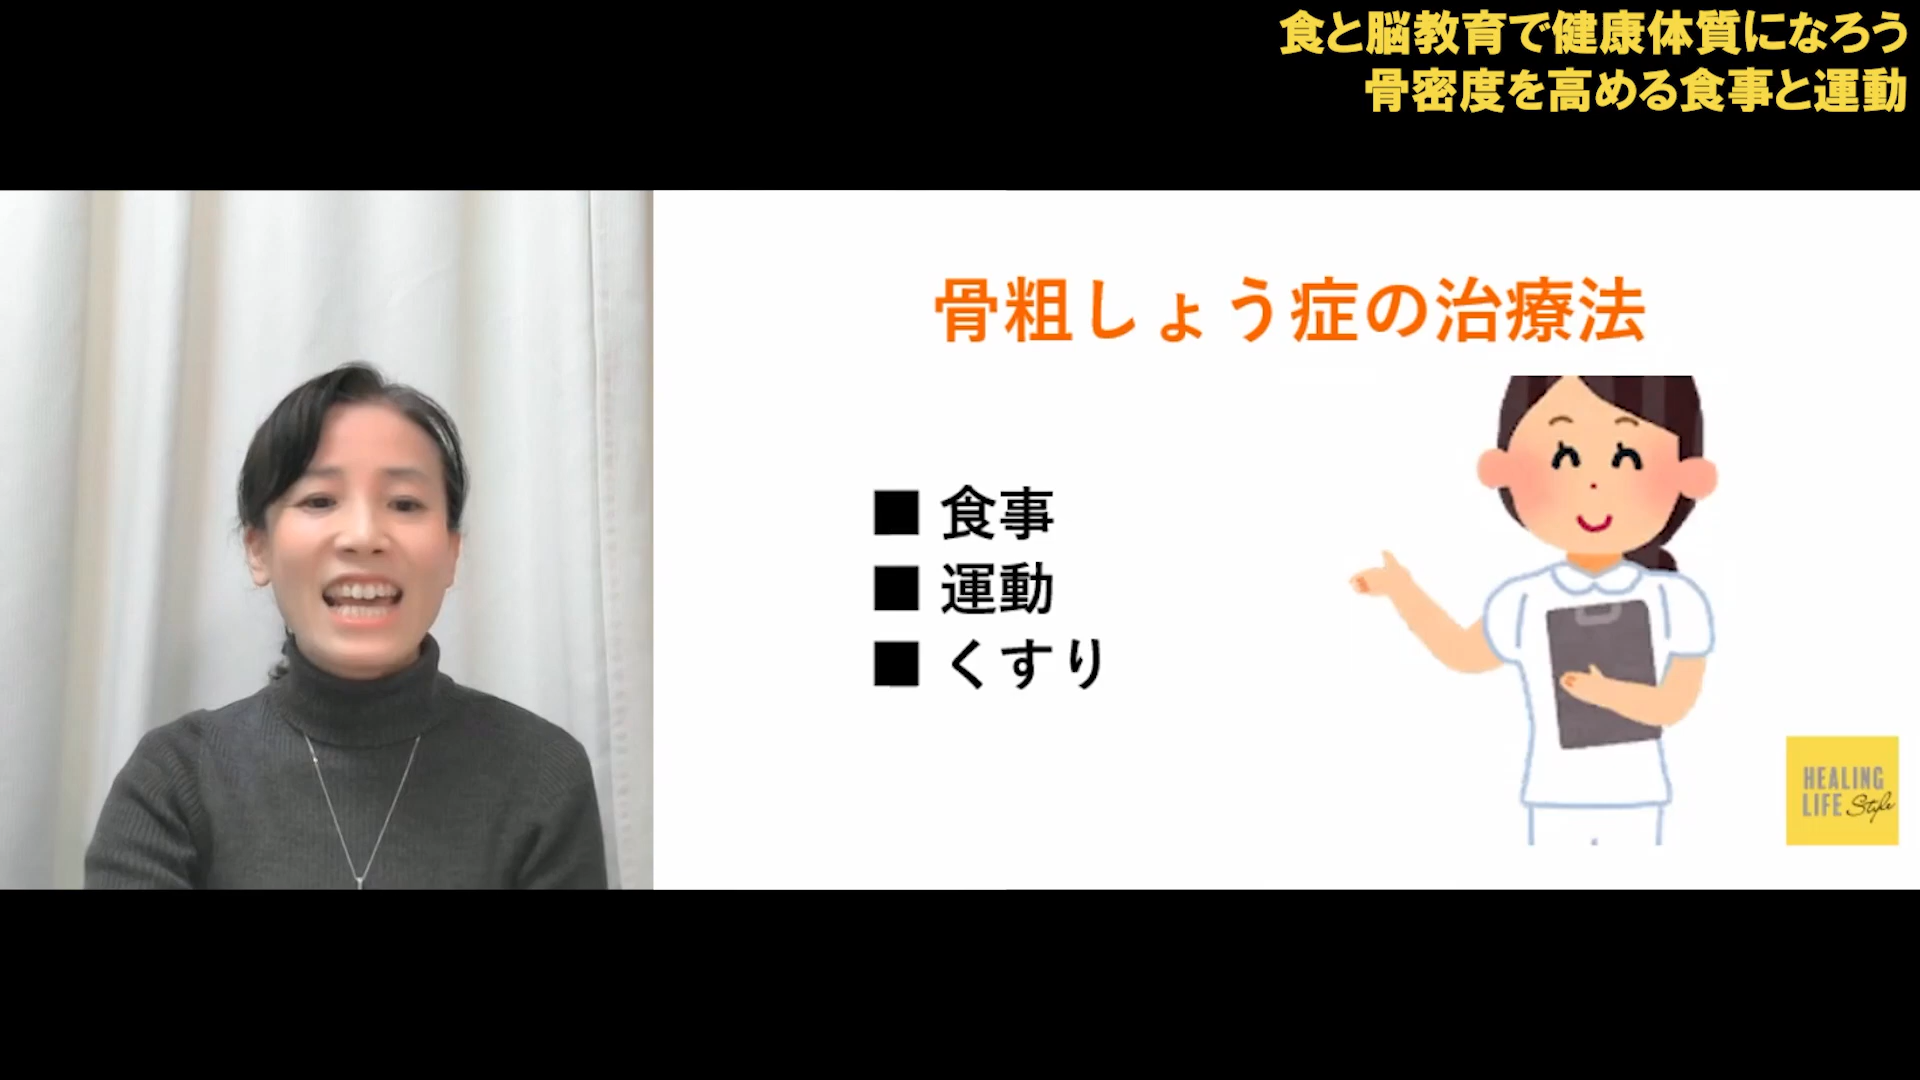 食と脳教育で健康体質になろう
骨密度を高める食事と運動
骨粗しょう症の治療法
■ 食事
■ 運動
■ くすり
HEALING
LIFE Style